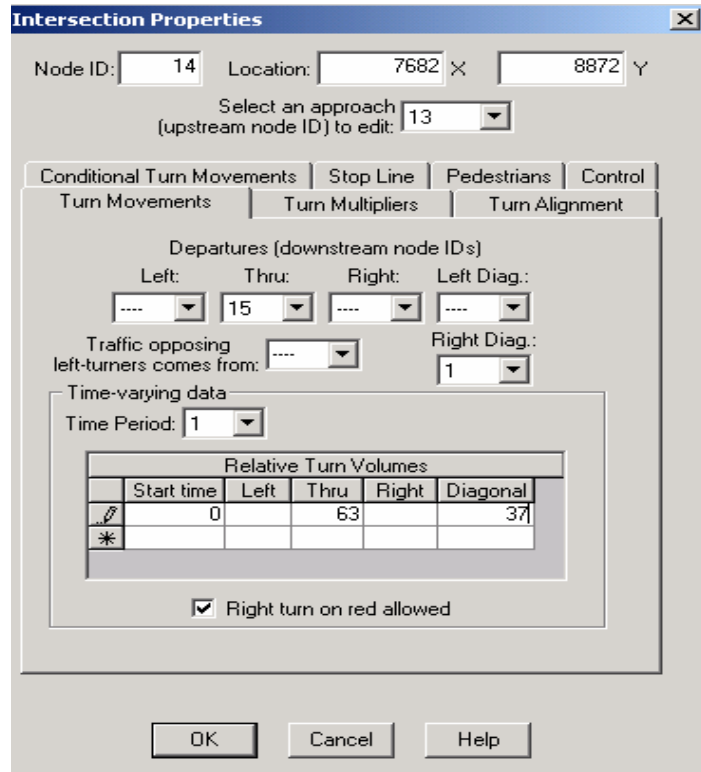 Intersection Properties
Node ID: 14 Location: 7682 X 8872 Y
Select an approach
(upstream node ID) to edit: 13
Conditional Turn Movements Stop Line Pedestrians Control
Turn Movements Turn Multipliers Turn Alignment
Departures (downstream node IDs)
Left: Thru: Right: Left Diag.:
---- 15 ---- ----
Traffic opposing
left-turners comes from: ----
Right Diag.:
1
Time-varying data
Time Period: 1
Relative Turn Volumes
Start time Left Thru Right Diagonal
0 63 37
Right turn on red allowed
OK Cancel Help